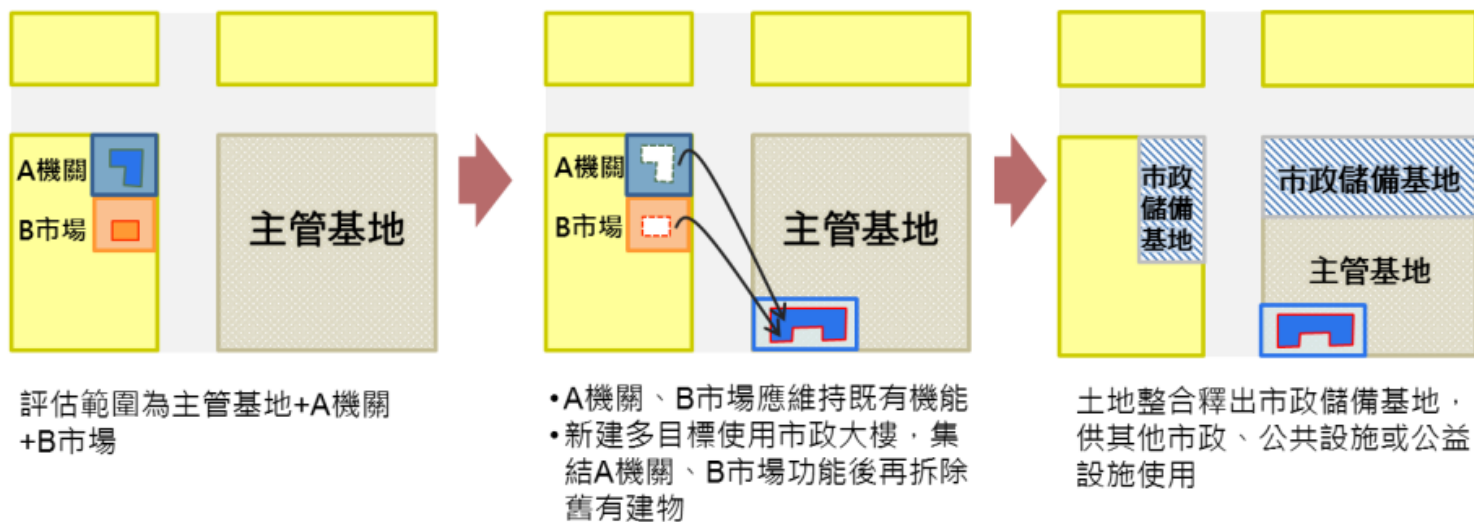 A機關
B市場
主管基地
評估範圍為主管基地+A機關
+B市場
A機關
B市場
主管基地
•A機關、B市場應維持既有機能
•新建多目標使用市政大樓，集
結A機關、B市場功能後再拆除
舊有建物
市政
儲備
基地
市政儲備基地
主管基地
土地整合釋出市政儲備基地，
供其他市政、公共設施或公益
設施使用